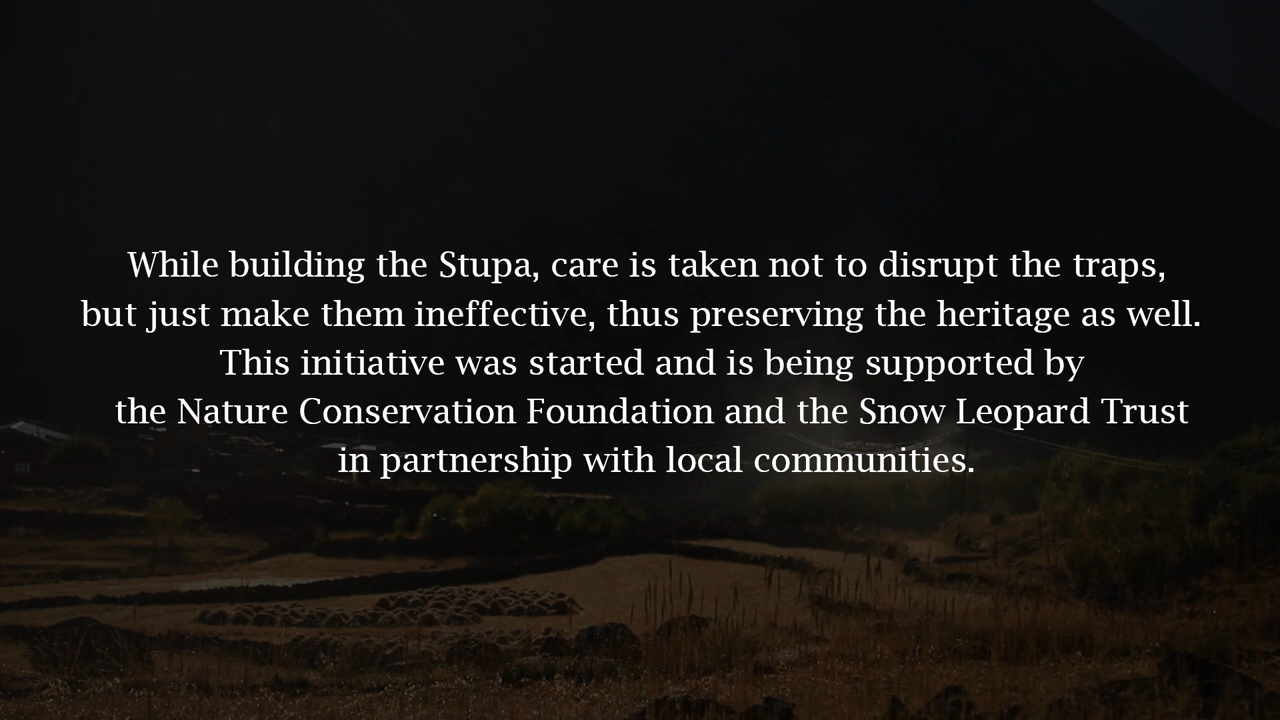 While building the Stupa, care is taken not to disrupt the traps,
but just make them ineffective, thus preserving the heritage as well.
This initiative was started and is being supported by
the Nature Conservation Foundation and the Snow Leopard Trust
in partnership with local communities.